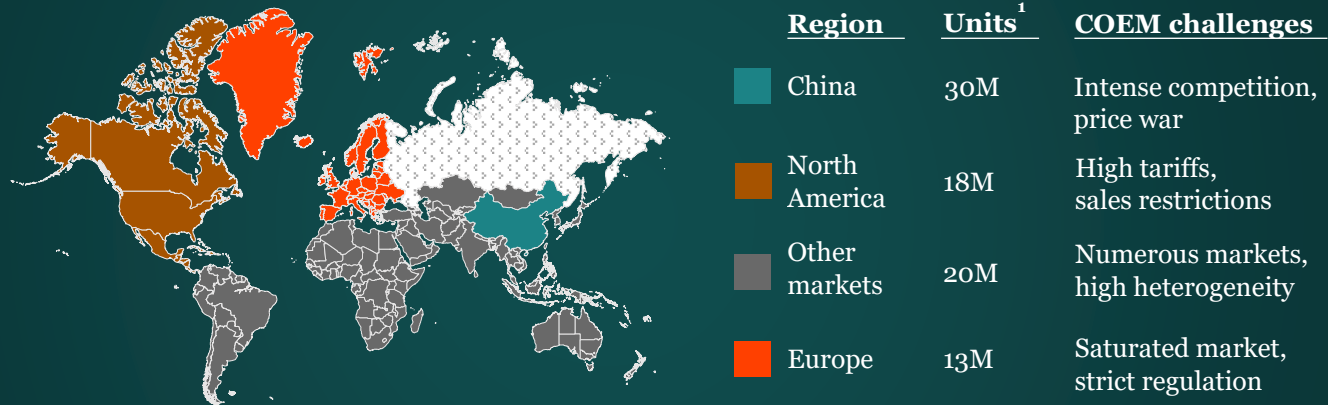 Region Units1 COEM challenges
China 30M Intense competition,
price war
North
America 18M High tariffs,
sales restrictions
Other
markets 20M Numerous markets,
high heterogeneity
Europe 13M Saturated market,
strict regulation